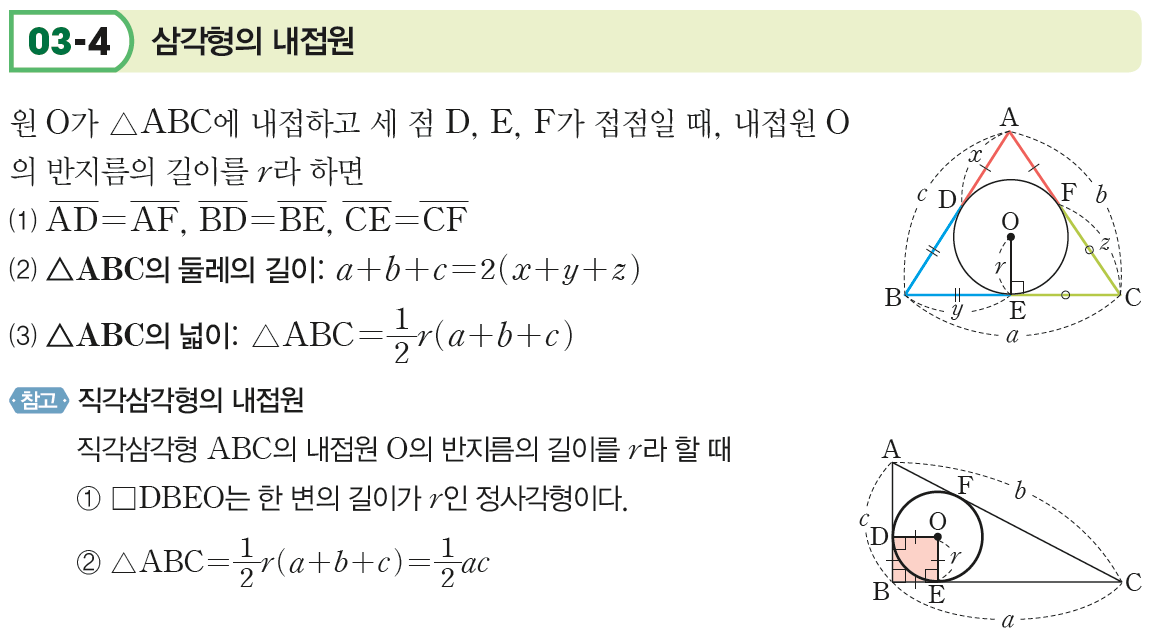 03-4 삼각형의 내접원
원 O가 △ABC에 내접하고 세 점 D, E, F가 접점일 때, 내접원 O
의 반지름의 길이를 r라 하면
⑴ A̅D̅=A̅F̅, B̅D̅=B̅E̅, C̅E̅=C̅F̅
⑵ △ABC의 둘레의 길이: a+b+c=2(x+y+z)
⑶ △ABC의 넓이: △ABC=1/2r(a+b+c)
A
x
c
b
D
F
O
z
r
B
C
y
E
a
참고 직각삼각형의 내접원
직각삼각형 ABC의 내접원 O의 반지름의 길이를 r라 할 때
① □DBEO는 한 변의 길이가 r인 정사각형이다.
② △ABC=1/2r(a+b+c)=1/2ac
A
F
b
c
O
D
r
B
E
C
a